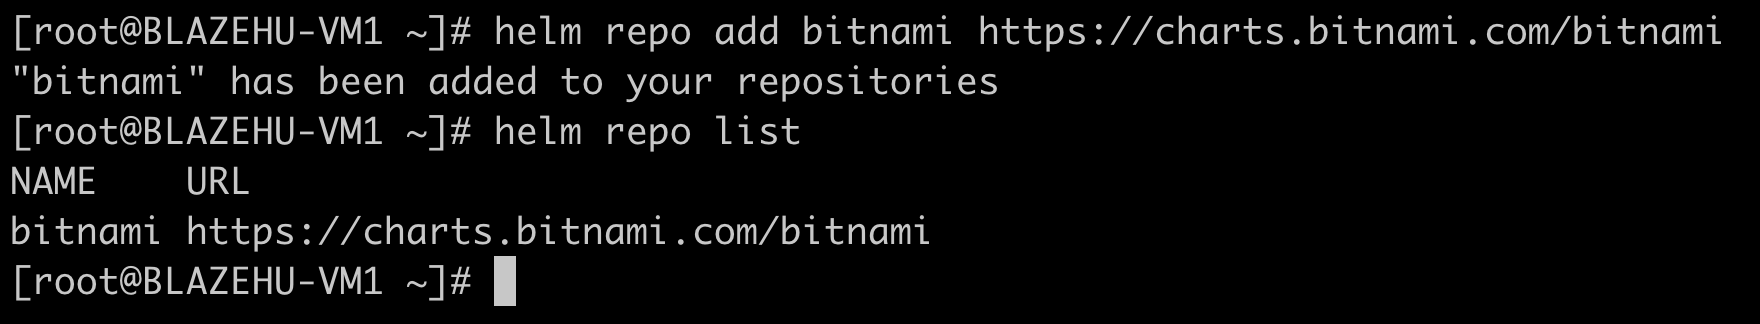 [root@BLAZEHU-VM1 ~]# helm repo add bitnami https://charts.bitnami.com/bitnami
"bitnami" has been added to your repositories
[root@BLAZEHU-VM1 ~]# helm repo list
NAME    URL
bitnami https://charts.bitnami.com/bitnami
[root@BLAZEHU-VM1 ~]#